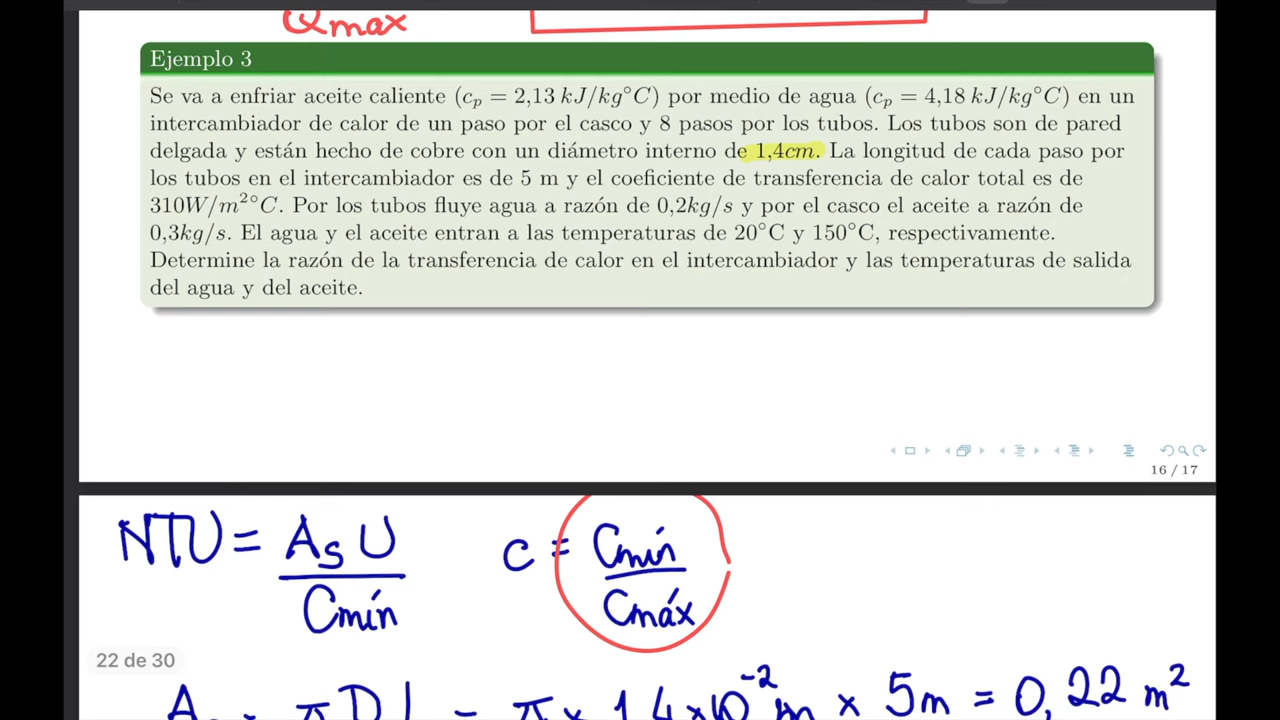 Qmax
Ejemplo 3
Se va a enfriar aceite caliente (c_p = 2,13 kJ/kg°C) por medio de agua (c_p = 4,18 kJ/kg°C) en un
intercambiador de calor de un paso por el casco y 8 pasos por los tubos. Los tubos son de pared
delgada y están hecho de cobre con un diámetro interno de 1,4cm. La longitud de cada paso por
los tubos en el intercambiador es de 5 m y el coeficiente de transferencia de calor total es de
310W/m²°C. Por los tubos fluye agua a razón de 0,2kg/s y por el casco el aceite a razón de
0,3kg/s. El agua y el aceite entran a las temperaturas de 20°C y 150°C, respectivamente.
Determine la razón de la transferencia de calor en el intercambiador y las temperaturas de salida
del agua y del aceite.
16 / 17
NTU = A_S U / Cmín c = Cmín / Cmáx
22 de 30
π x 1,4x10⁻² m x 5m = 0,22 m²